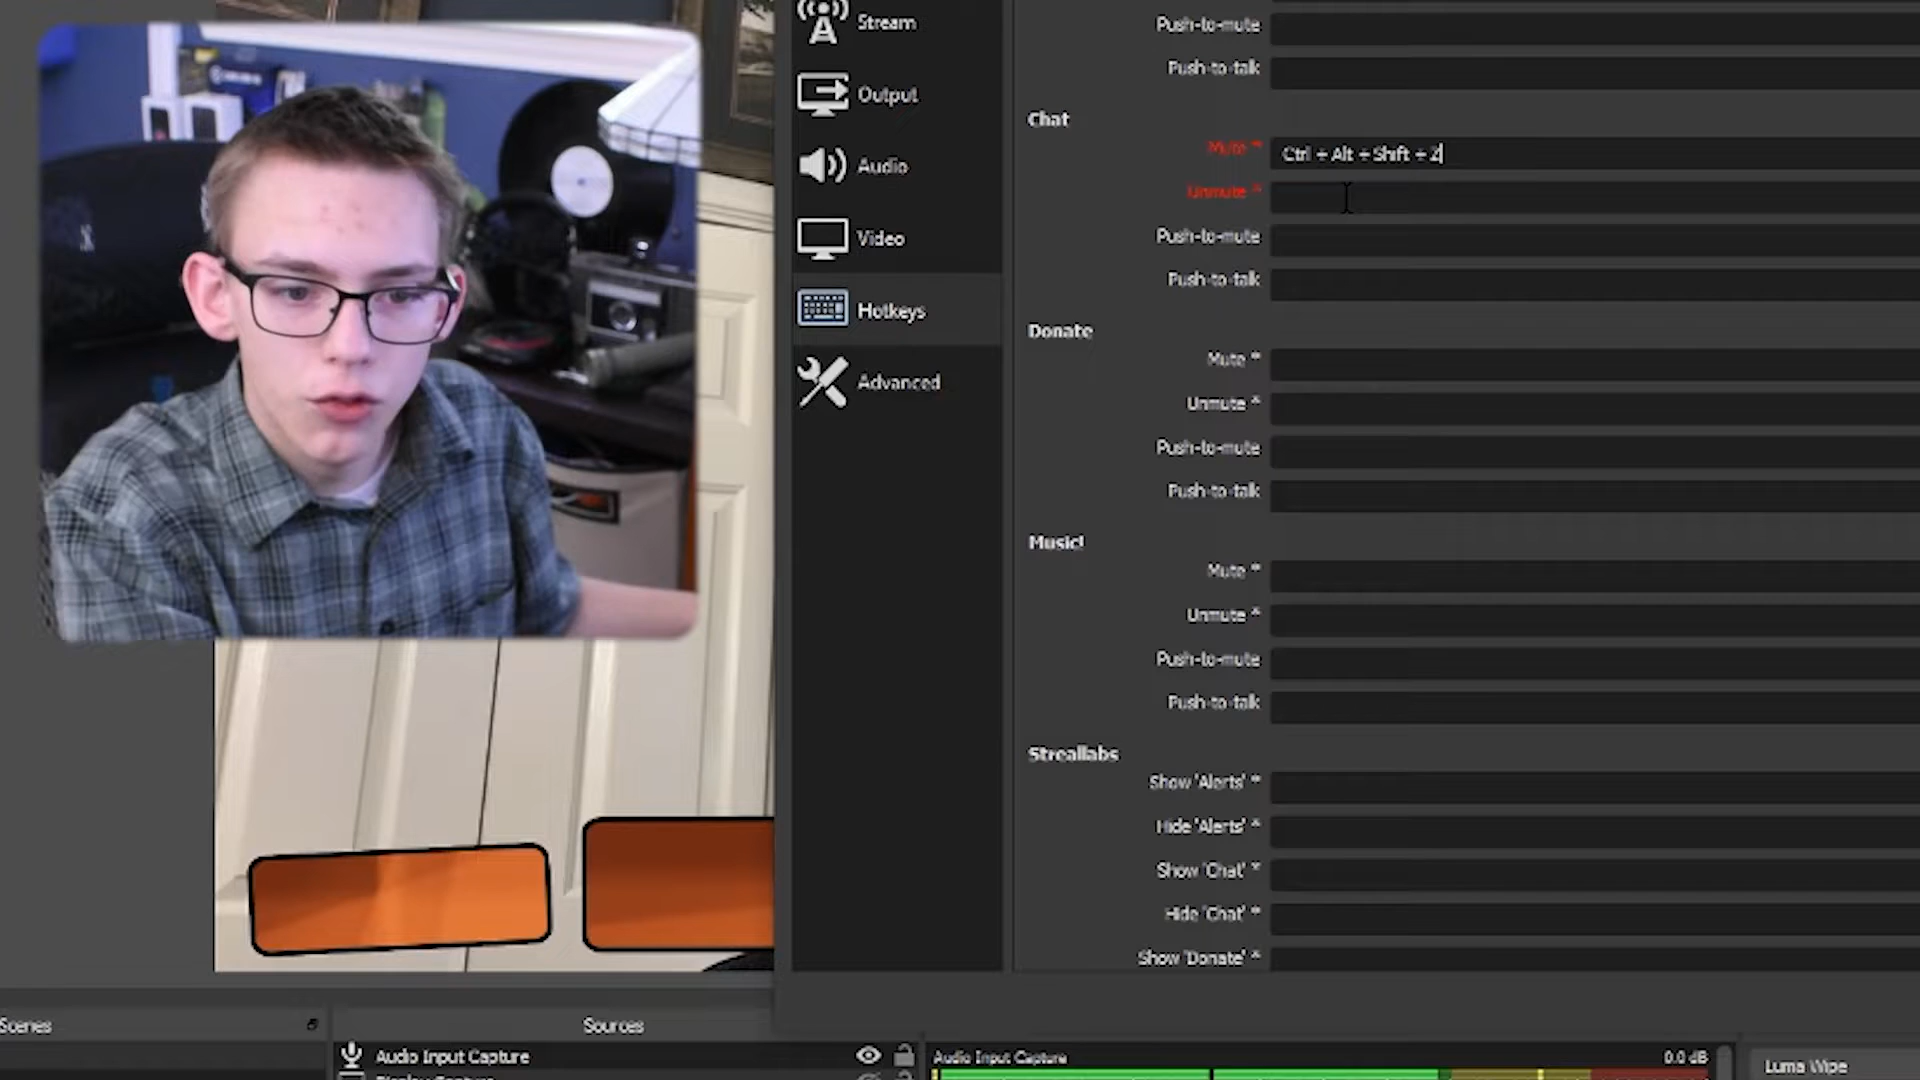 Stream
Output
Audio
Video
Hotkeys
Advanced
Push-to-mute
Push-to-talk
Chat
Mute * Ctrl + Alt + Shift + Z
Unmute *
Push-to-mute
Push-to-talk
Donate
Mute *
Unmute *
Push-to-mute
Push-to-talk
Music!
Mute *
Unmute *
Push-to-mute
Push-to-talk
Streallabs
Show 'Alerts' *
Hide 'Alerts' *
Show 'Chat' *
Hide 'Chat' *
Show 'Donate' *
Scenes
Sources
Audio Input Capture
Audio Input Capture 0.0 dB
Luma Wipe